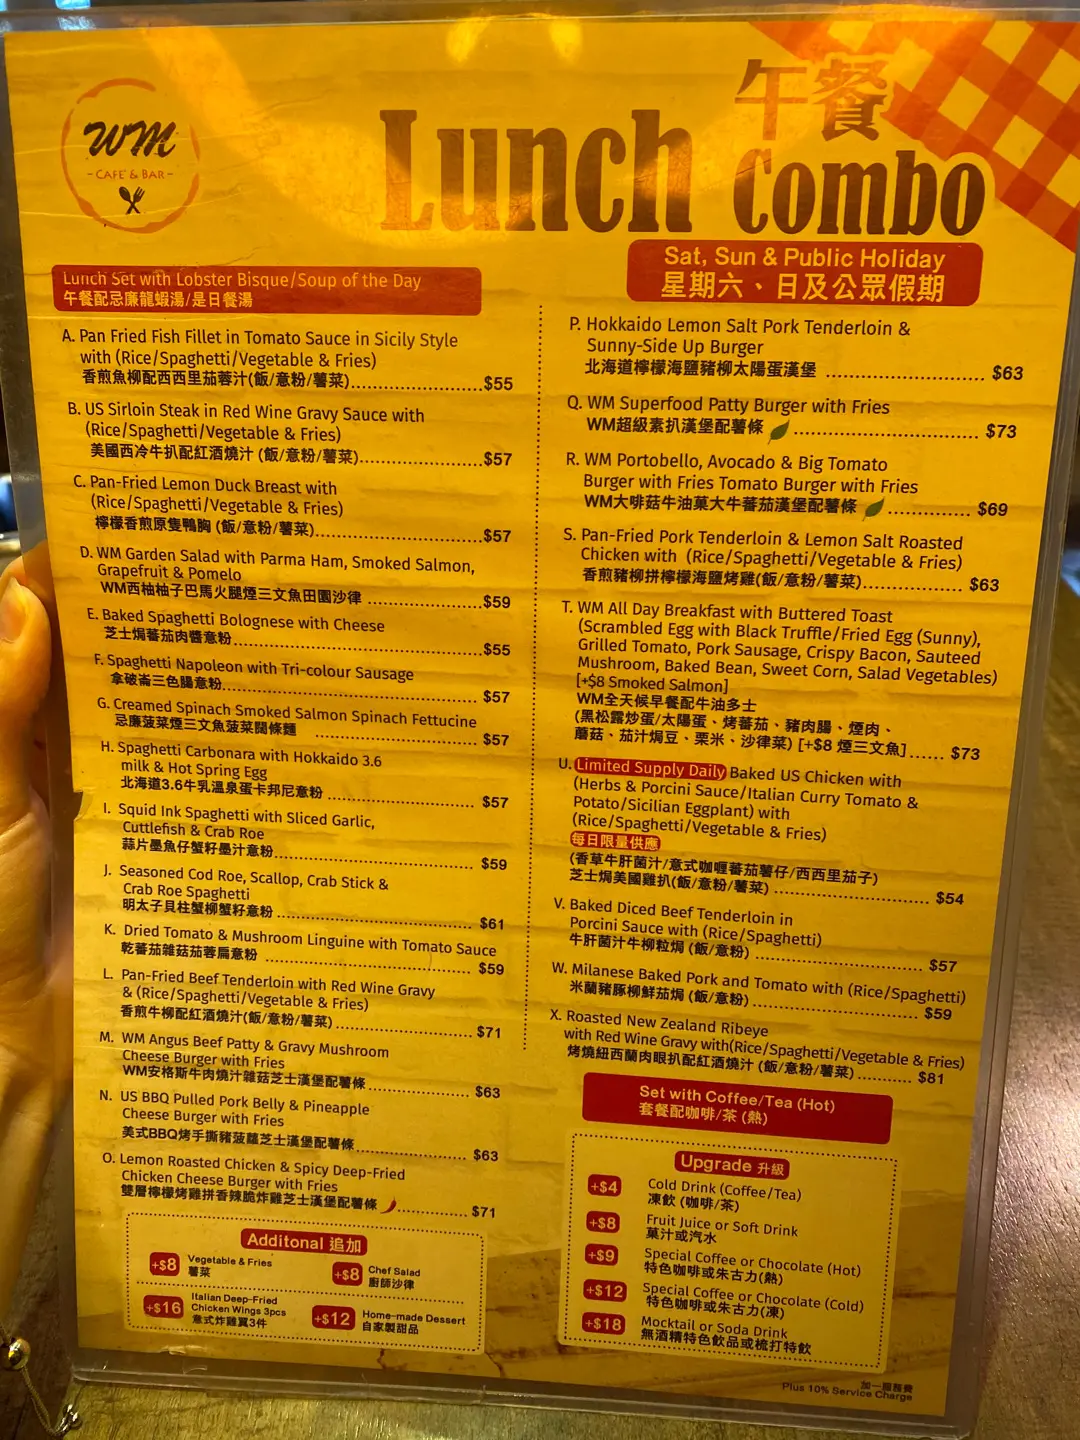 WM
- CAFE & BAR -
午餐
Lunch Combo
Sat, Sun & Public Holiday
星期六、日及公眾假期
Lunch Set with Lobster Bisque/Soup of the Day
午餐配忌廉龍蝦湯/是日餐湯
A. Pan Fried Fish Fillet in Tomato Sauce in Sicily Style
with (Rice/Spaghetti/Vegetable & Fries)
香煎魚柳配西西里茄蓉汁(飯/意粉/薯菜)..................$55
B. US Sirloin Steak in Red Wine Gravy Sauce with
(Rice/Spaghetti/Vegetable & Fries)
美國西冷牛扒配紅酒燒汁 (飯/意粉/薯菜)..................$57
C. Pan-Fried Lemon Duck Breast with
(Rice/Spaghetti/Vegetable & Fries)
檸檬香煎原隻鴨胸 (飯/意粉/薯菜)........................$57
D. WM Garden Salad with Parma Ham, Smoked Salmon,
Grapefruit & Pomelo
WM西柚柚子巴馬火腿煙三文魚田園沙律 .................$59
E. Baked Spaghetti Bolognese with Cheese
芝士焗蕃茄肉醬意粉....................................$55
F. Spaghetti Napoleon with Tri-colour Sausage
拿破崙三色腸意粉......................................$57
G. Creamed Spinach Smoked Salmon Spinach Fettucine
忌廉菠菜煙三文魚菠菜闊條麵 ...........................$57
H. Spaghetti Carbonara with Hokkaido 3.6
milk & Hot Spring Egg
北海道3.6牛乳溫泉蛋卡邦尼意粉 ........................$57
I. Squid Ink Spaghetti with Sliced Garlic,
Cuttlefish & Crab Roe
蒜片墨魚仔蟹籽墨汁意粉................................$59
J. Seasoned Cod Roe, Scallop, Crab Stick &
Crab Roe Spaghetti
明太子貝柱蟹柳蟹籽意粉 ...............................$61
K. Dried Tomato & Mushroom Linguine with Tomato Sauce
乾蕃茄雜菇茄蓉扁意粉 .................................$59
L. Pan-Fried Beef Tenderloin with Red Wine Gravy
& (Rice/Spaghetti/Vegetable & Fries)
香煎牛柳配紅酒燒汁(飯/意粉/薯菜)......................$71
M. WM Angus Beef Patty & Gravy Mushroom
Cheese Burger with Fries
WM安格斯牛肉燒汁雜菇芝士漢堡配薯條..................$63
N. US BBQ Pulled Pork Belly & Pineapple
Cheese Burger with Fries
美式BBQ烤手撕豬菠蘿芝士漢堡配薯條...................$63
O. Lemon Roasted Chicken & Spicy Deep-Fried
Chicken Cheese Burger with Fries
雙層檸檬烤雞拼香辣脆炸雞芝士漢堡配薯條 ..............$71
Additonal 追加
+$8 Vegetable & Fries
薯菜
+$8 Chef Salad
廚師沙律
+$16 Italian Deep-Fried
Chicken Wings 3pcs
意式炸雞翼3件
+$12 Home-made Dessert
自家製甜品
P. Hokkaido Lemon Salt Pork Tenderloin &
Sunny-Side Up Burger
北海道檸檬海鹽豬柳太陽蛋漢堡 ........................$63
Q. WM Superfood Patty Burger with Fries
WM超級素扒漢堡配薯條 ...............................$73
R. WM Portobello, Avocado & Big Tomato
Burger with Fries Tomato Burger with Fries
WM大啡菇牛油菓大牛蕃茄漢堡配薯條 ..................$69
S. Pan-Fried Pork Tenderloin & Lemon Salt Roasted
Chicken with (Rice/Spaghetti/Vegetable & Fries)
香煎豬柳拼檸檬海鹽烤雞(飯/意粉/薯菜)..................$63
T. WM All Day Breakfast with Buttered Toast
(Scrambled Egg with Black Truffle/Fried Egg (Sunny),
Grilled Tomato, Pork Sausage, Crispy Bacon, Sauteed
Mushroom, Baked Bean, Sweet Corn, Salad Vegetables)
[+$8 Smoked Salmon]
WM全天候早餐配牛油多士
(黑松露炒蛋/太陽蛋、烤蕃茄、豬肉腸、煙肉、
蘑菇、茄汁焗豆、栗米、沙律菜) [+$8 煙三文魚]......$73
U. Limited Supply Daily Baked US Chicken with
(Herbs & Porcini Sauce/Italian Curry Tomato &
Potato/Sicilian Eggplant) with
(Rice/Spaghetti/Vegetable & Fries)
每日限量供應
(香草牛肝菌汁/意式咖喱蕃茄薯仔/西西里茄子)
芝士焗美國雞扒(飯/意粉/薯菜) .........................$54
V. Baked Diced Beef Tenderloin in
Porcini Sauce with (Rice/Spaghetti)
牛肝菌汁牛柳粒焗 (飯/意粉) ...........................$57
W. Milanese Baked Pork and Tomato with (Rice/Spaghetti)
米蘭豬豚柳鮮茄焗 (飯/意粉) ...........................$59
X. Roasted New Zealand Ribeye
with Red Wine Gravy with(Rice/Spaghetti/Vegetable & Fries)
烤燒紐西蘭肉眼扒配紅酒燒汁 (飯/意粉/薯菜) ..........$81
Set with Coffee/Tea (Hot)
套餐配咖啡/茶 (熱)
Upgrade 升級
+$4 Cold Drink (Coffee/Tea)
凍飲 (咖啡/茶)
+$8 Fruit Juice or Soft Drink
菓汁或汽水
+$9 Special Coffee or Chocolate (Hot)
特色咖啡或朱古力(熱)
+$12 Special Coffee or Chocolate (Cold)
特色咖啡或朱古力(凍)
+$18 Mocktail or Soda Drink
無酒精特色飲品或梳打特飲
加一服務費
Plus 10% Service Charge